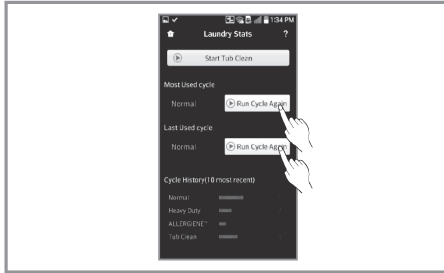 1:34 PM
Laundry Stats ?
Start Tub Clean
Most Used cycle
Normal Run Cycle Again
Last Used cycle
Normal Run Cycle Again
Cycle History(10 most recent)
Normal
Heavy Duty
ALLERGIENE™
Tub Clean